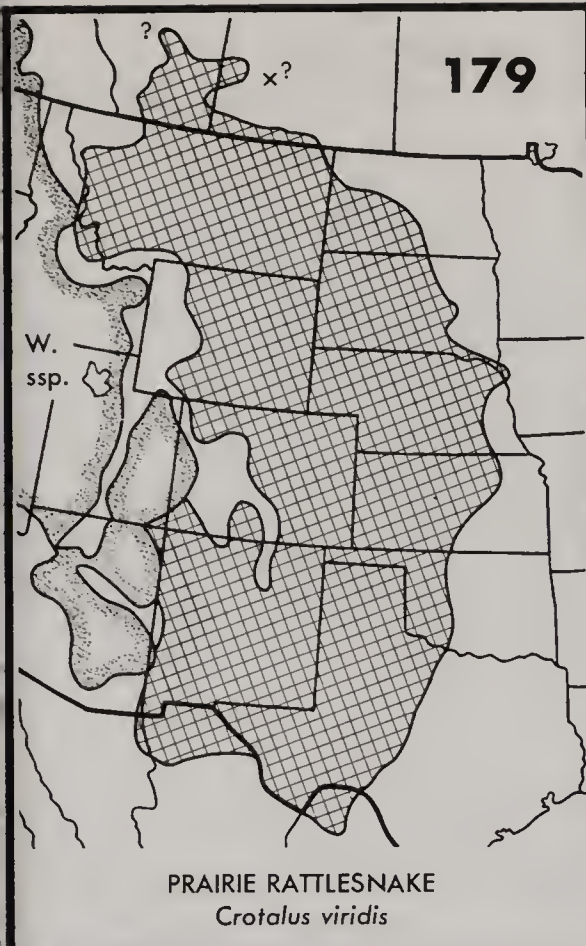 179
?
x?
W.
ssp.
PRAIRIE RATTLESNAKE
Crotalus viridis